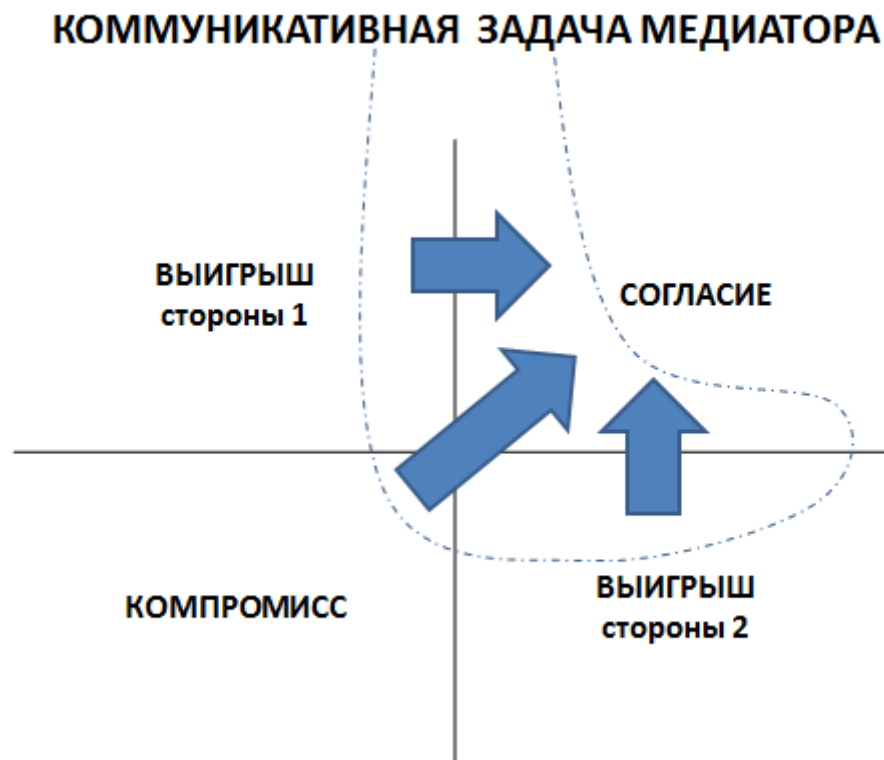 КОММУНИКАТИВНАЯ ЗАДАЧА МЕДИАТОРА
ВЫИГРЫШ
стороны 1
СОГЛАСИЕ
КОМПРОМИСС
ВЫИГРЫШ
стороны 2